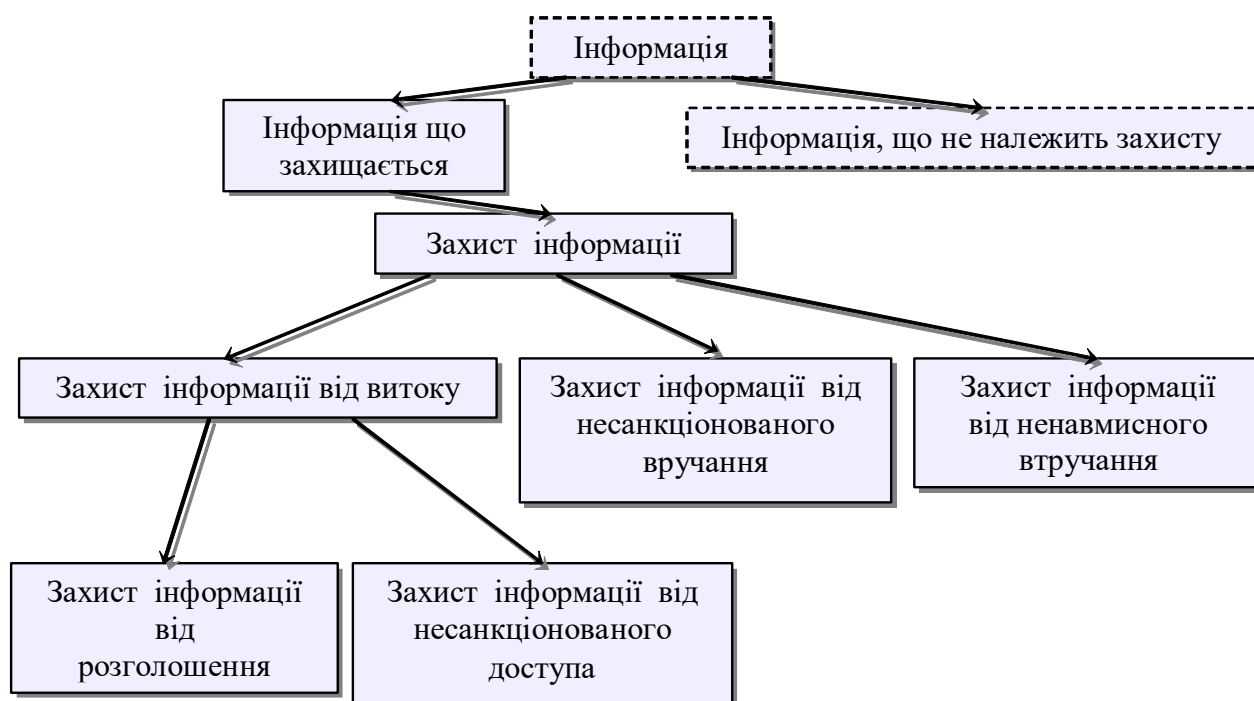 Інформація
Інформація що
захищається
Інформація, що не належить захисту
Захист інформації
Захист інформації від витоку
Захист інформації від
несанкціонованого
вручання
Захист інформації
від ненавмисного
втручання
Захист інформації
від
розголошення
Захист інформації від
несанкціонованого
доступа